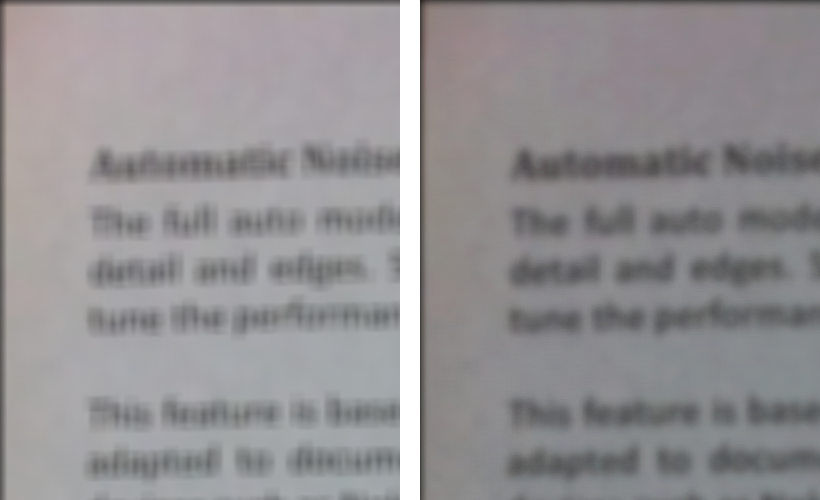 Automatic Noise
The full auto mode
detail and edges. S
tune the performan
This feature is base
adapted to docum
Automatic Noise
The full auto mode
detail and edges. S
tune the performan
This feature is base
adapted to docum